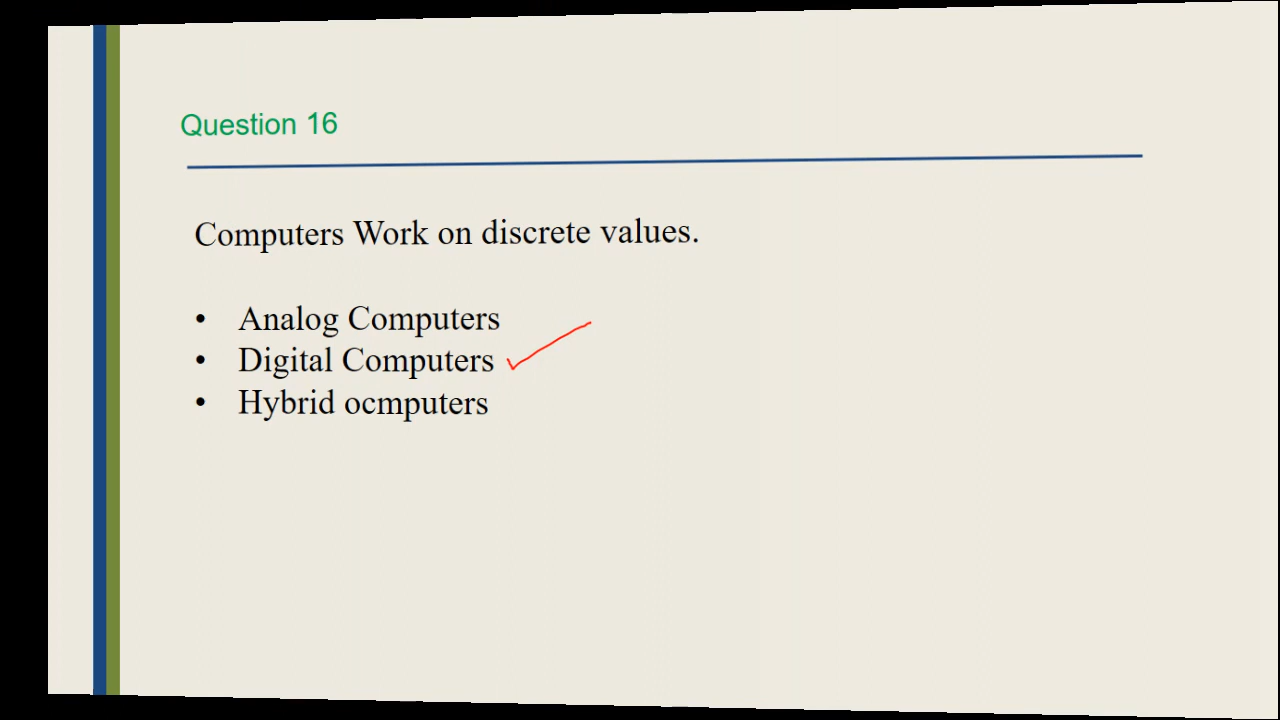 Question 16
Computers Work on discrete values.
• Analog Computers
• Digital Computers
• Hybrid ocmputers